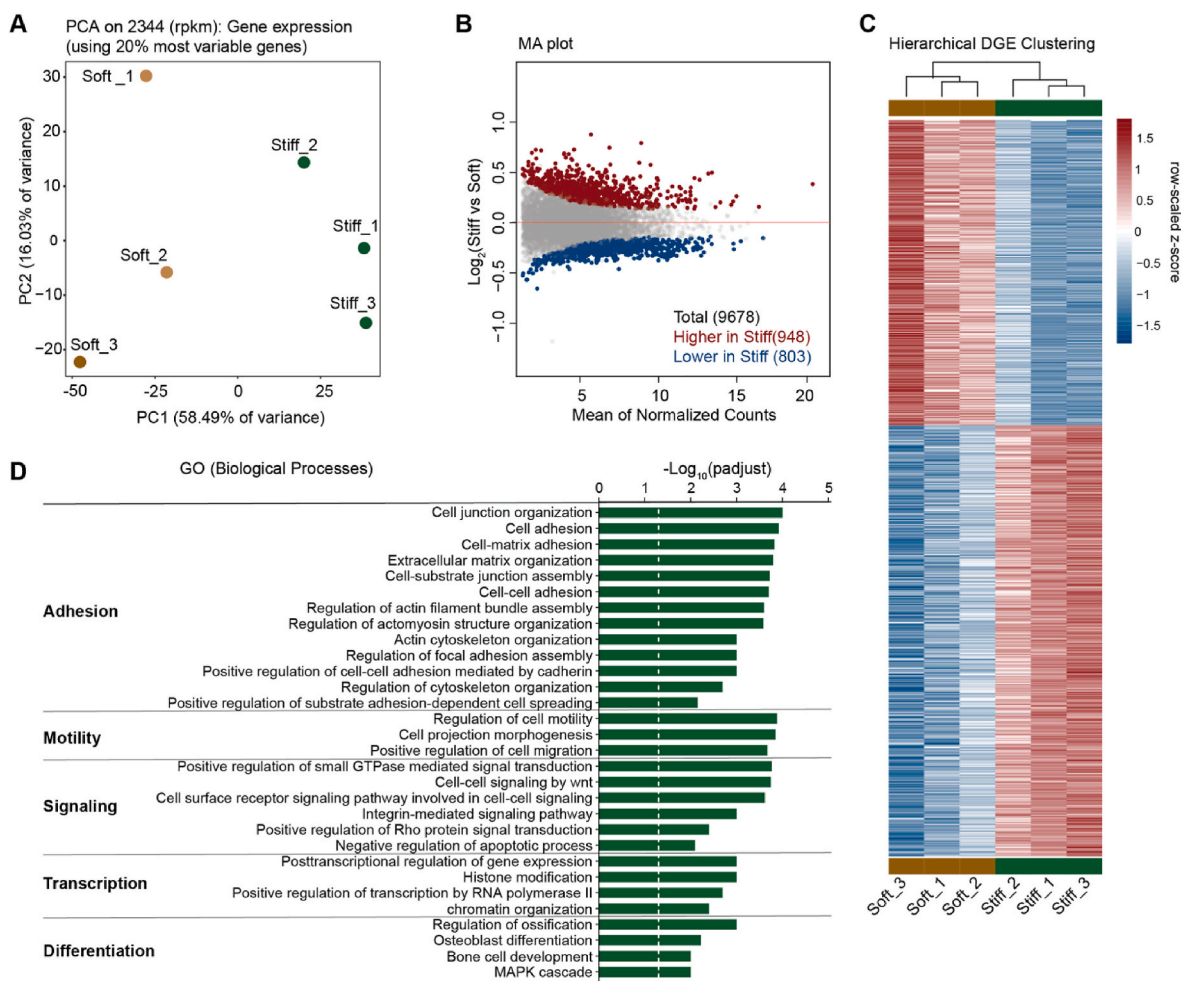 A
PCA on 2344 (rpkm): Gene expression
(using 20% most variable genes)
PC2 (16.03% of variance)
30
20
10
0
−10
−20
Soft _1
Stiff_2
Stiff_1
Soft_2
Stiff_3
Soft_3
-50
-25
0
25
PC1 (58.49% of variance)
B
MA plot
Log2(Stiff vs Soft)
1.0
0.5
0.0
−0.5
−1.0
Total (9678)
Higher in Stiff(948)
Lower in Stiff (803)
5
10
15
20
Mean of Normalized Counts
C
Hierarchical DGE Clustering
1.5
1
0.5
0
−0.5
−1
−1.5
row-scaled z-score
Soft_3
Soft_1
Soft_2
Stiff_2
Stiff_1
Stiff_3
D
GO (Biological Processes)
-Log10(padjust)
0 1 2 3 4 5
Adhesion
Cell junction organization
Cell adhesion
Cell-matrix adhesion
Extracellular matrix organization
Cell-substrate junction assembly
Cell-cell adhesion
Regulation of actin filament bundle assembly
Regulation of actomyosin structure organization
Actin cytoskeleton organization
Regulation of focal adhesion assembly
Positive regulation of cell-cell adhesion mediated by cadherin
Regulation of cytoskeleton organization
Positive regulation of substrate adhesion-dependent cell spreading
Motility
Regulation of cell motility
Cell projection morphogenesis
Positive regulation of cell migration
Signaling
Positive regulation of small GTPase mediated signal transduction
Cell-cell signaling by wnt
Cell surface receptor signaling pathway involved in cell-cell signaling
Integrin-mediated signaling pathway
Positive regulation of Rho protein signal transduction
Negative regulation of apoptotic process
Transcription
Posttranscriptional regulation of gene expression
Histone modification
Positive regulation of transcription by RNA polymerase II
chromatin organization
Differentiation
Regulation of ossification
Osteoblast differentiation
Bone cell development
MAPK cascade